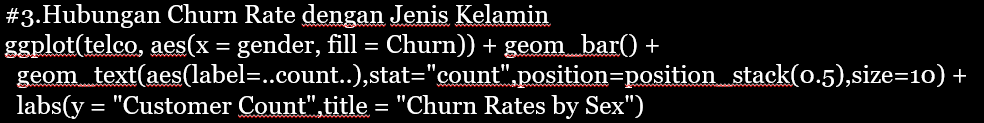 #3.Hubungan Churn Rate dengan Jenis Kelamin
ggplot(telco, aes(x = gender, fill = Churn)) + geom_bar() +
geom_text(aes(label=..count..),stat="count",position=position_stack(0.5),size=10) +
labs(y = "Customer Count",title = "Churn Rates by Sex")